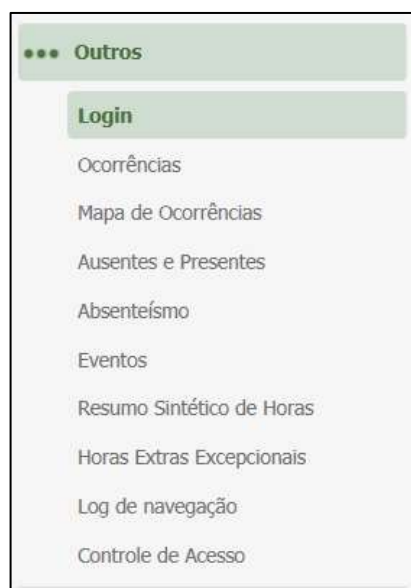 Outros
Login
Ocorrências
Mapa de Ocorrências
Ausentes e Presentes
Absenteísmo
Eventos
Resumo Sintético de Horas
Horas Extras Excepcionais
Log de navegação
Controle de Acesso